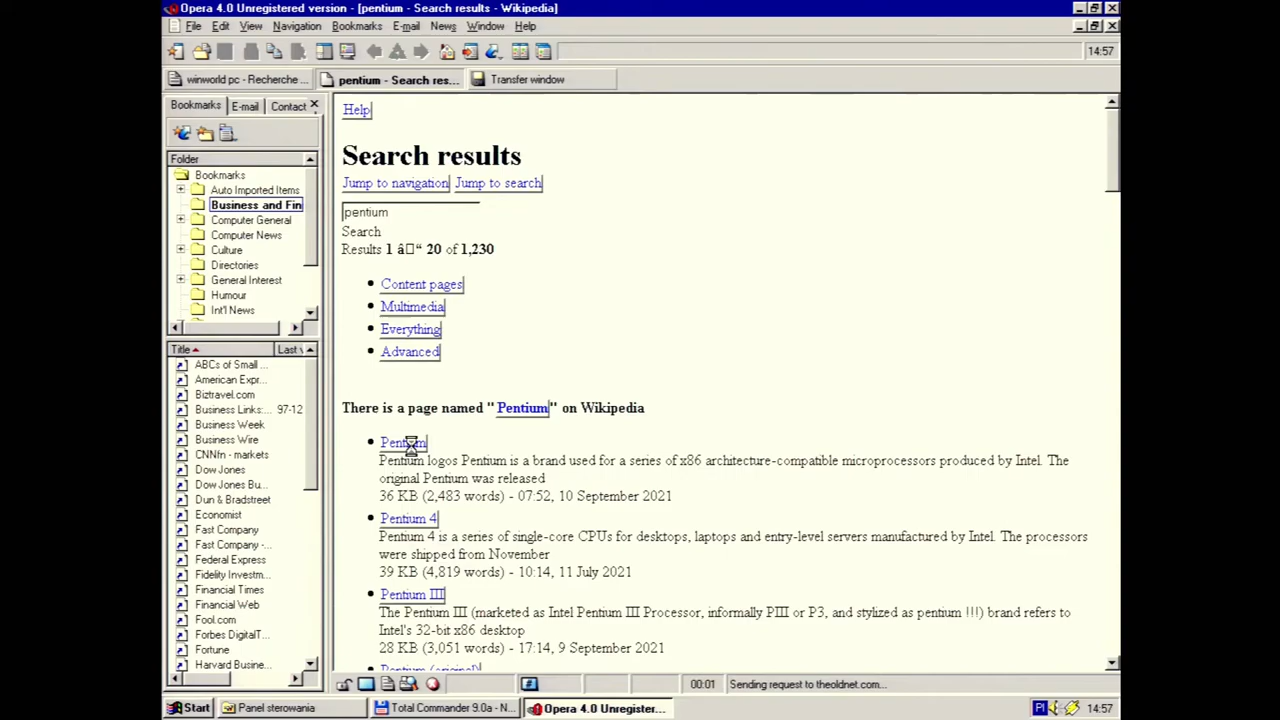 Opera 4.0 Unregistered version - [pentium - Search results - Wikipedia]
File Edit View Navigation Bookmarks E-mail News Window Help
14:57
winworld pc - Recherche ...
pentium - Search res...
Transfer window
Bookmarks E-mail Contact
Folder
Bookmarks
Auto Imported Items
Business and Fin
Computer General
Computer News
Culture
Directories
General Interest
Humour
Int'l News
Title Last v
ABCs of Small ...
American Expr...
Biztravel.com
Business Links:... 97-12
Business Week
Business Wire
CNNfn - markets
Dow Jones
Dow Jones Bu...
Dun & Bradstreet
Economist
Fast Company
Fast Company -...
Federal Express
Fidelity Investm...
Financial Times
Financial Web
Fool.com
Forbes DigitalT...
Fortune
Harvard Busine...
Help
Search results
Jump to navigation Jump to search
pentium
Search
Results 1 â€“ 20 of 1,230
Content pages
Multimedia
Everything
Advanced
There is a page named "Pentium" on Wikipedia
Pentium
Pentium logos Pentium is a brand used for a series of x86 architecture-compatible microprocessors produced by Intel. The
original Pentium was released
36 KB (2,483 words) - 07:52, 10 September 2021
Pentium 4
Pentium 4 is a series of single-core CPUs for desktops, laptops and entry-level servers manufactured by Intel. The processors
were shipped from November
39 KB (4,819 words) - 10:14, 11 July 2021
Pentium III
The Pentium III (marketed as Intel Pentium III Processor, informally PIII or P3, and stylized as pentium !!!) brand refers to
Intel's 32-bit x86 desktop
28 KB (3,051 words) - 17:14, 9 September 2021
Pentium (original)
00:01 Sending request to theoldnet.com...
Start Panel sterowania Total Commander 9.0a - N... Opera 4.0 Unregister... Pl 14:57